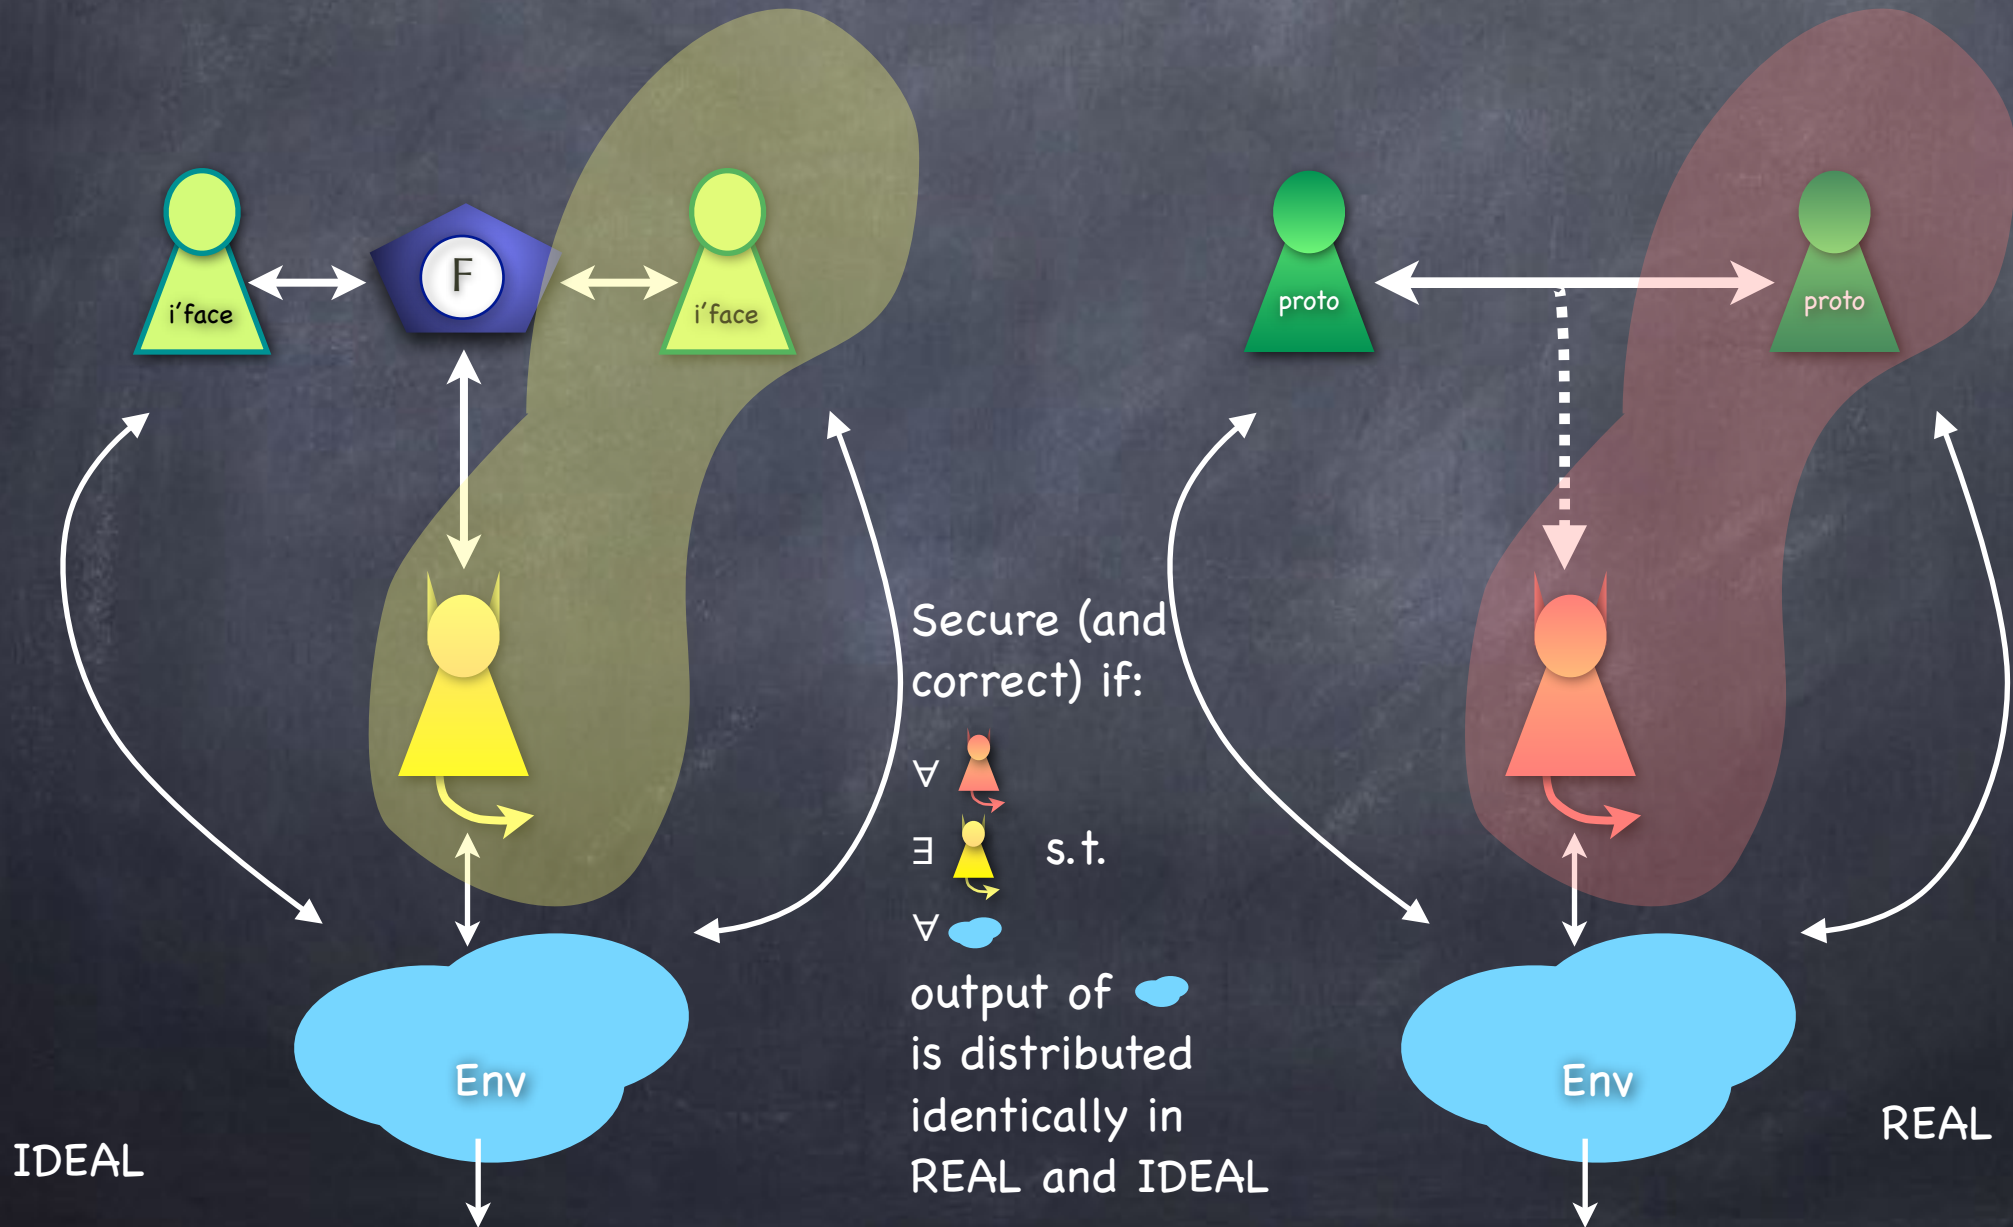 i'face
F
i'face
proto
proto
Secure (and
correct) if:
∀
∃ s.t.
∀
output of
is distributed
identically in
REAL and IDEAL
Env
Env
IDEAL
REAL